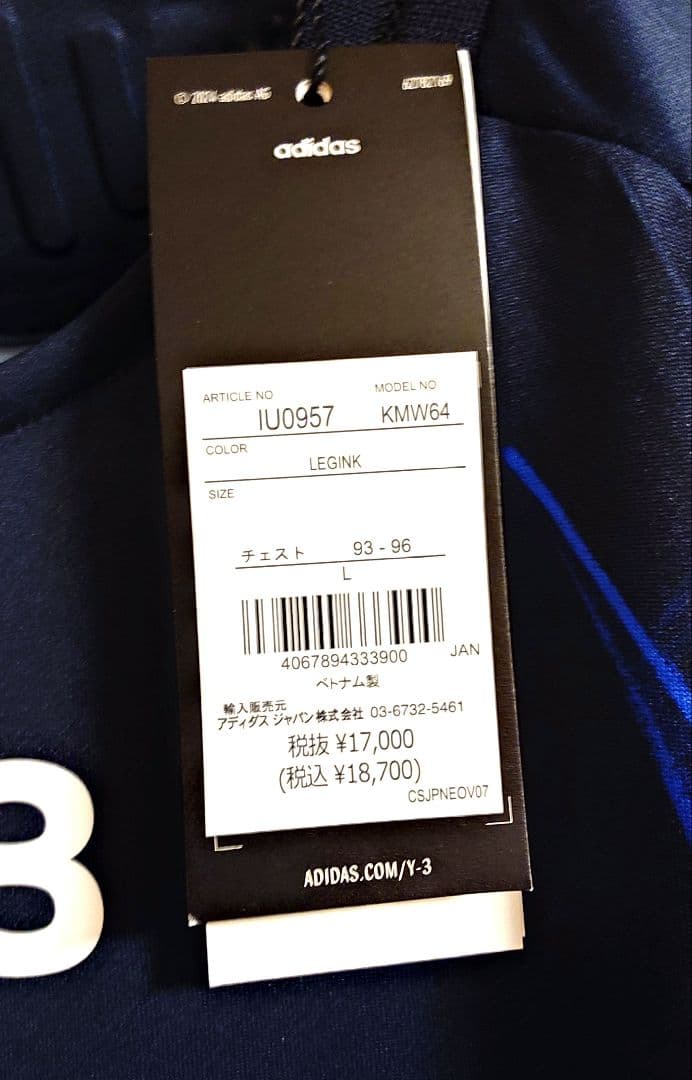 adidas
ARTICLE NO MODEL NO
IU0957 KMW64
COLOR
LEGINK
SIZE
チェスト 93 - 96
L
4067894333900 JAN
ベトナム製
輸入販売元
アディダス ジャパン株式会社 03-6732-5461
税抜 ¥17,000
(税込 ¥18,700)
CSJPNEOV07
ADIDAS.COM/Y-3
8